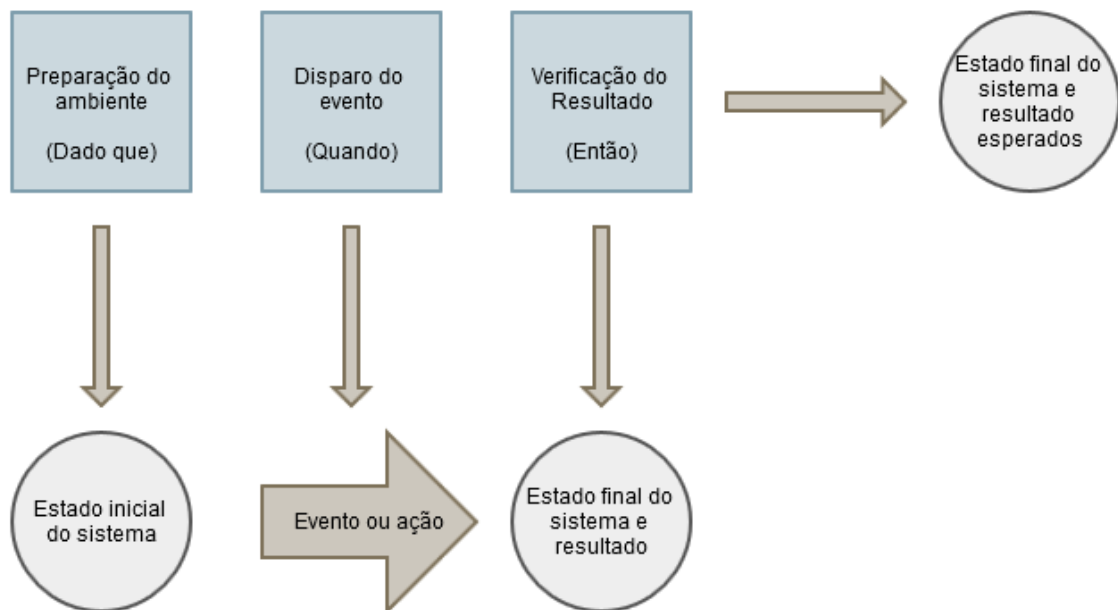 Preparação do
ambiente
(Dado que)
Disparo do
evento
(Quando)
Verificação do
Resultado
(Então)
Estado final do
sistema e
resultado
esperados
Estado inicial
do sistema
Evento ou ação
Estado final do
sistema e
resultado